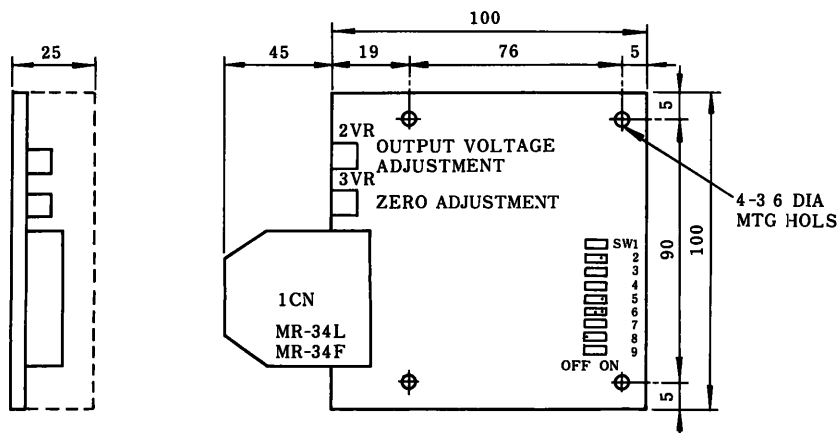 100
25
45
19
76
5
5
2VR
OUTPUT VOLTAGE
ADJUSTMENT
3VR
ZERO ADJUSTMENT
4-3 6 DIA
MTG HOLS
90
100
SW1
2
3
4
5
6
7
8
9
OFF ON
1CN
MR-34L
MR-34F
5